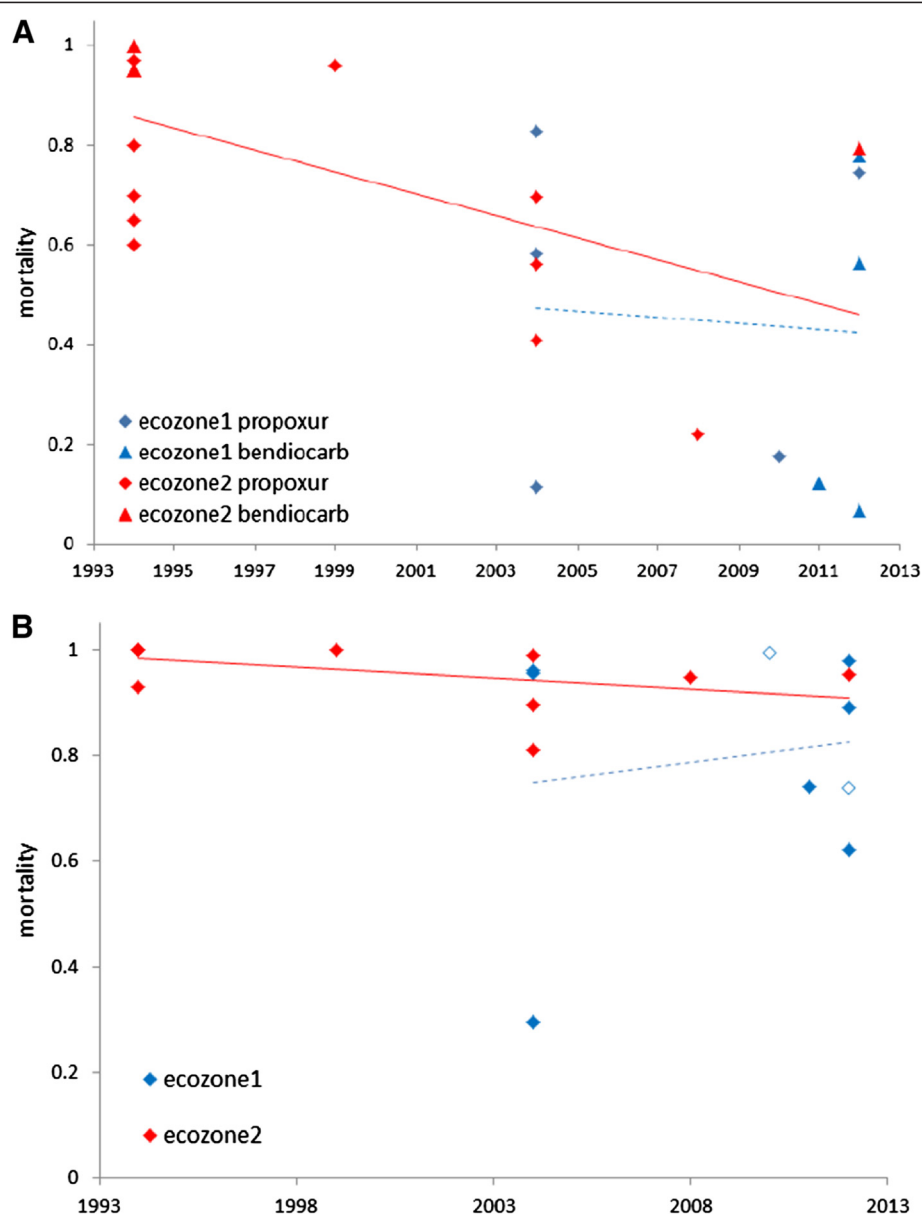 A
mortality
1
0.8
0.6
0.4
0.2
0
ecozone1 propoxur
ecozone1 bendiocarb
ecozone2 propoxur
ecozone2 bendiocarb
1993 1995 1997 1999 2001 2003 2005 2007 2009 2011 2013
B
mortality
1
0.8
0.6
0.4
0.2
0
ecozone1
ecozone2
1993 1998 2003 2008 2013